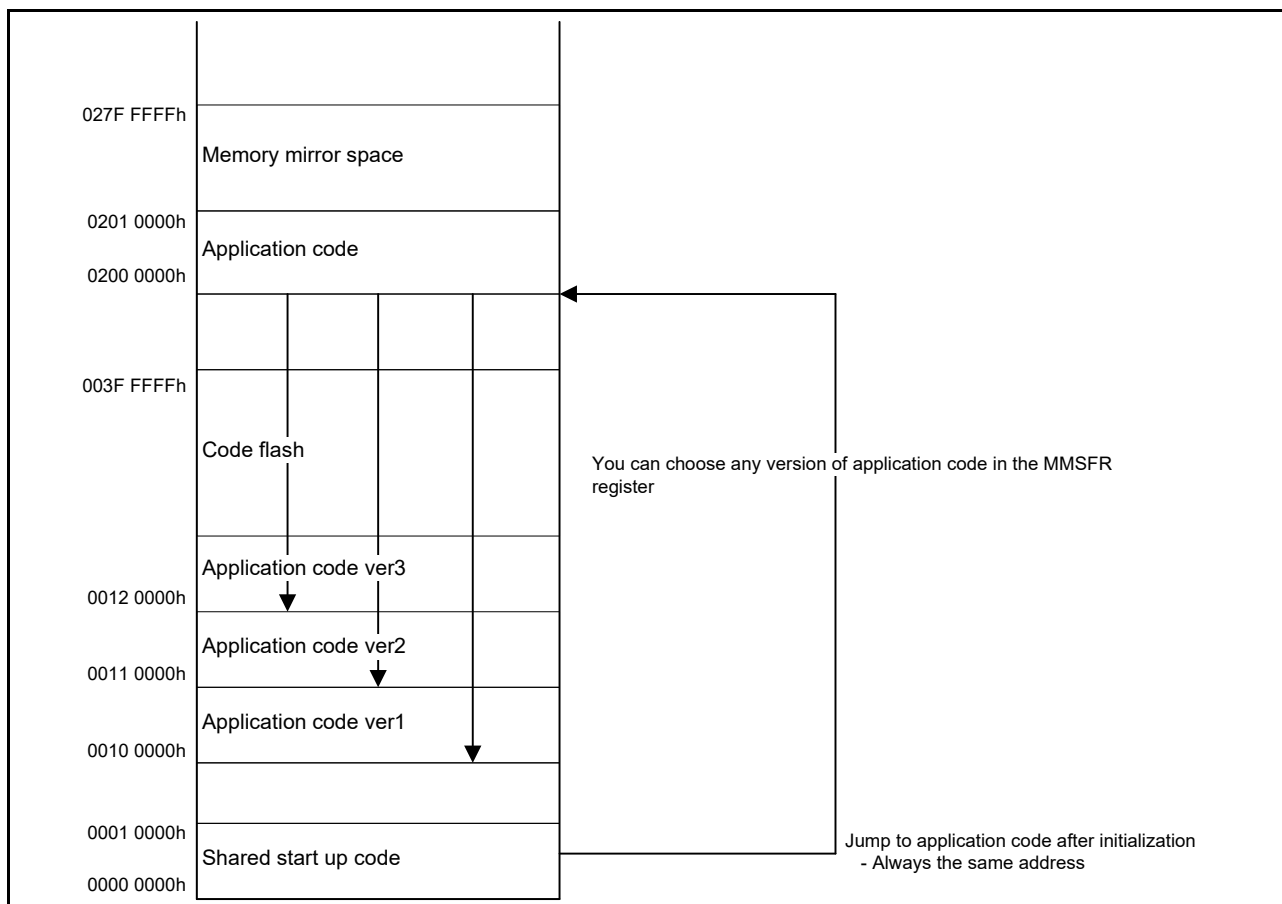 027F FFFFh
Memory mirror space
0201 0000h
Application code
0200 0000h
003F FFFFh
Code flash
You can choose any version of application code in the MMSFR
register
Application code ver3
0012 0000h
Application code ver2
0011 0000h
Application code ver1
0010 0000h
0001 0000h
Jump to application code after initialization
Shared start up code
- Always the same address
0000 0000h